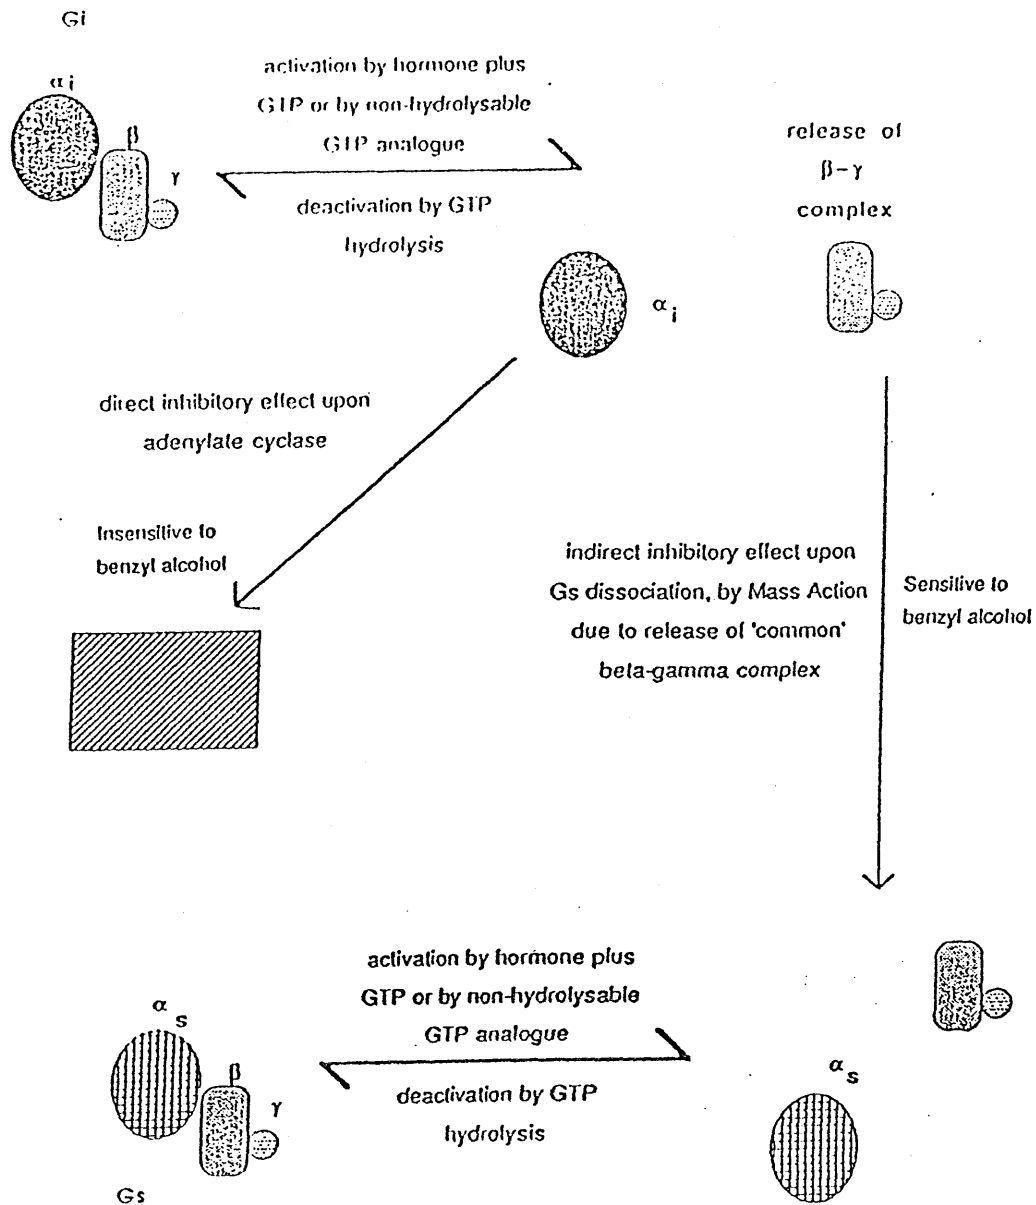 Gi
αi
β
γ
activation by hormone plus
GTP or by non-hydrolysable
GTP analogue
deactivation by GTP
hydrolysis
release of
β-γ
complex
αi
direct inhibitory effect upon
adenylate cyclase
Insensitive to
benzyl alcohol
indirect inhibitory effect upon
Gs dissociation, by Mass Action
due to release of 'common'
beta-gamma complex
Sensitive to
benzyl alcohol
αs
β
γ
Gs
activation by hormone plus
GTP or by non-hydrolysable
GTP analogue
deactivation by GTP
hydrolysis
αs